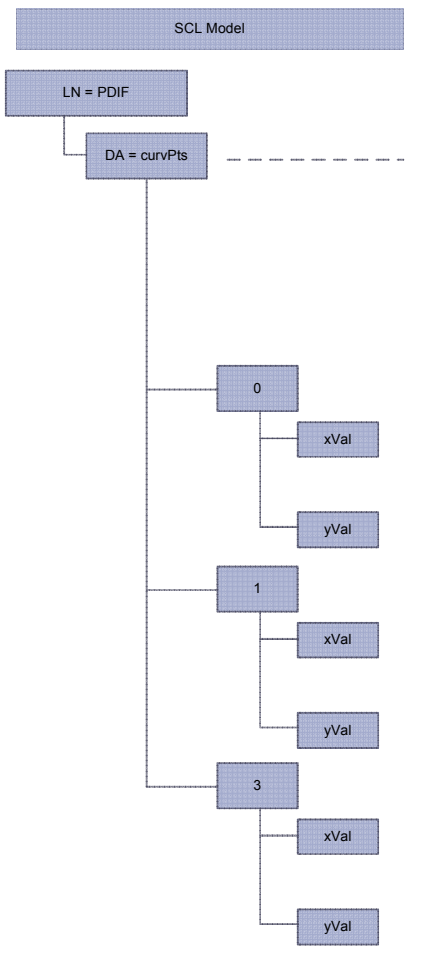 SCL Model
LN = PDIF
DA = curvPts
0
xVal
yVal
1
xVal
yVal
3
xVal
yVal